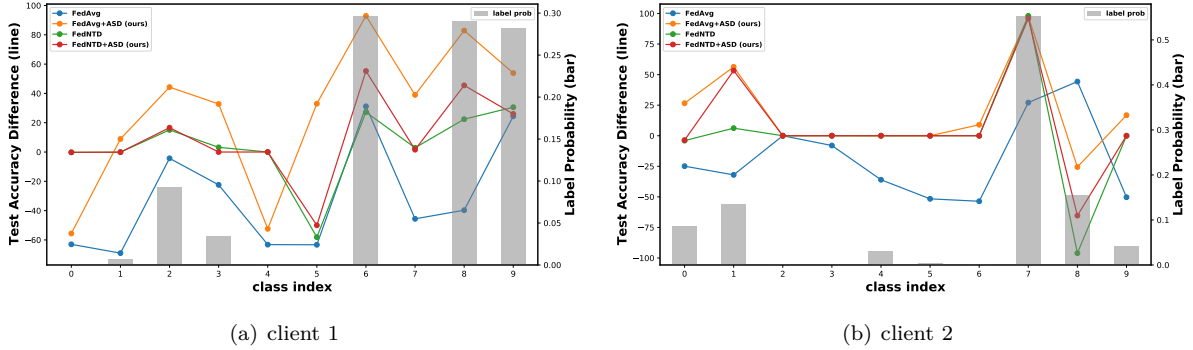 FedAvg
FedAvg+ASD (ours)
FedNTD
FedNTD+ASD (ours)
label prob
Test Accuracy Difference (line)
100
80
60
40
20
0
−20
−40
−60
0 1 2 3 4 5 6 7 8 9
class index
0.30
0.25
0.20
0.15
0.10
0.05
0.00
Label Probability (bar)
(a) client 1
FedAvg
FedAvg+ASD (ours)
FedNTD
FedNTD+ASD (ours)
label prob
Test Accuracy Difference (line)
100
75
50
25
0
−25
−50
−75
−100
0 1 2 3 4 5 6 7 8 9
class index
0.5
0.4
0.3
0.2
0.1
0.0
Label Probability (bar)
(b) client 2